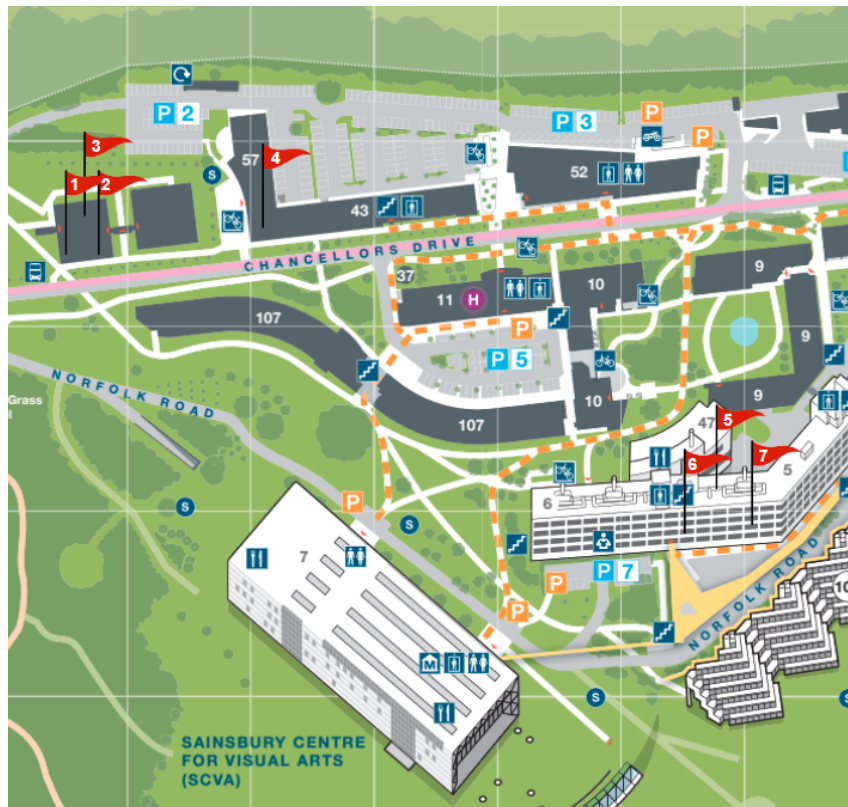 P 2
P 3
P
P
3
4
57
1
2
S
52
43
CHANCELLORS DRIVE
37
11
H
10
9
9
107
P
P 5
9
Grass
l
NORFOLK ROAD
10
9
107
47
5
6
7
5
6
P
S
S
7
P 7
P
P
NORFOLK ROAD
10
M
S
S
SAINSBURY CENTRE
FOR VISUAL ARTS
(SCVA)